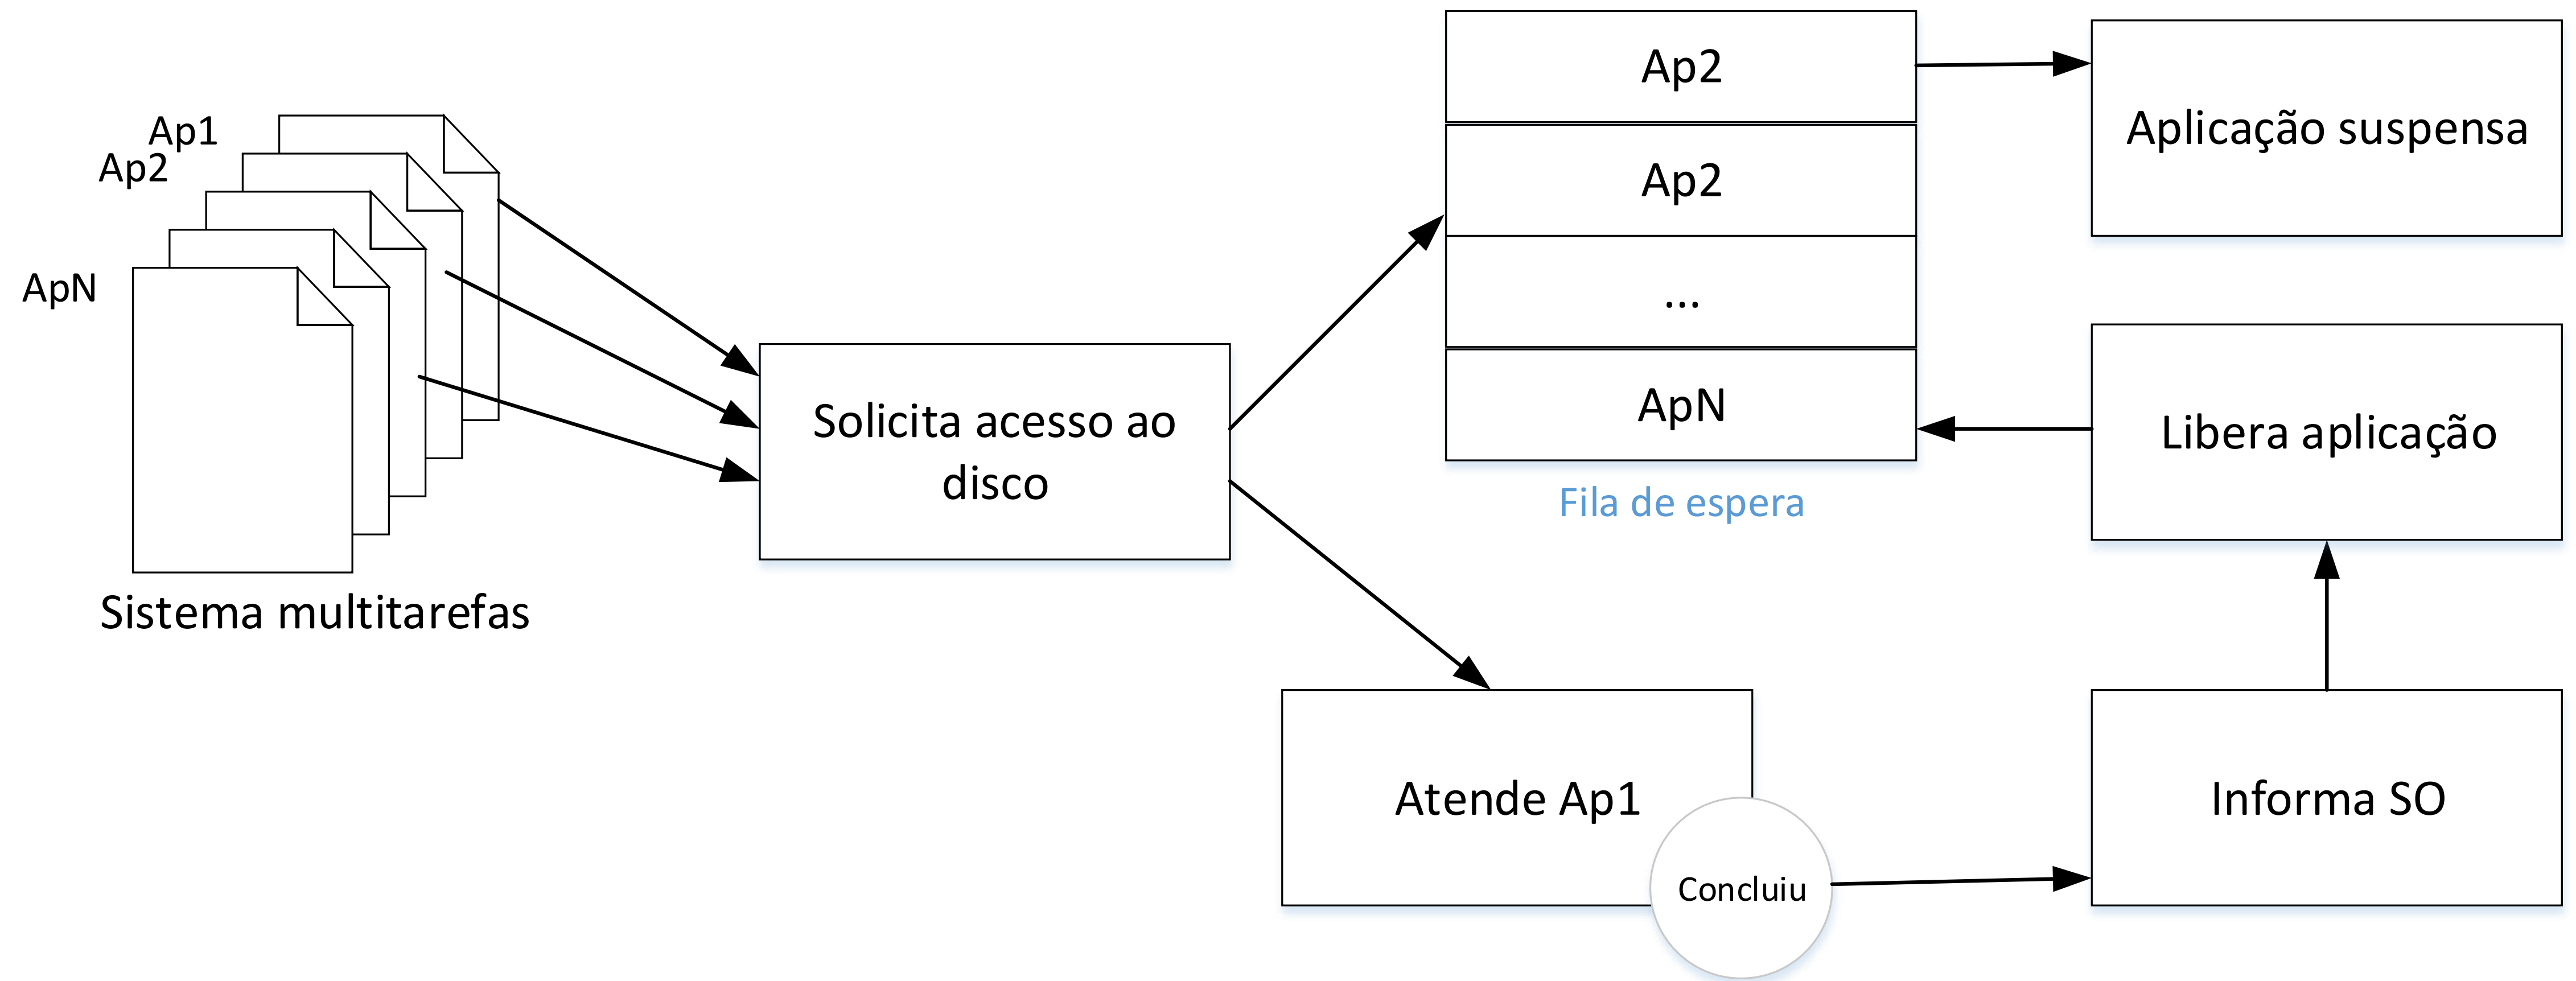 Ap1
Ap2
ApN
Sistema multitarefas
Solicita acesso ao
disco
Ap2
Ap2
...
ApN
Fila de espera
Aplicação suspensa
Libera aplicação
Atende Ap1
Concluiu
Informa SO